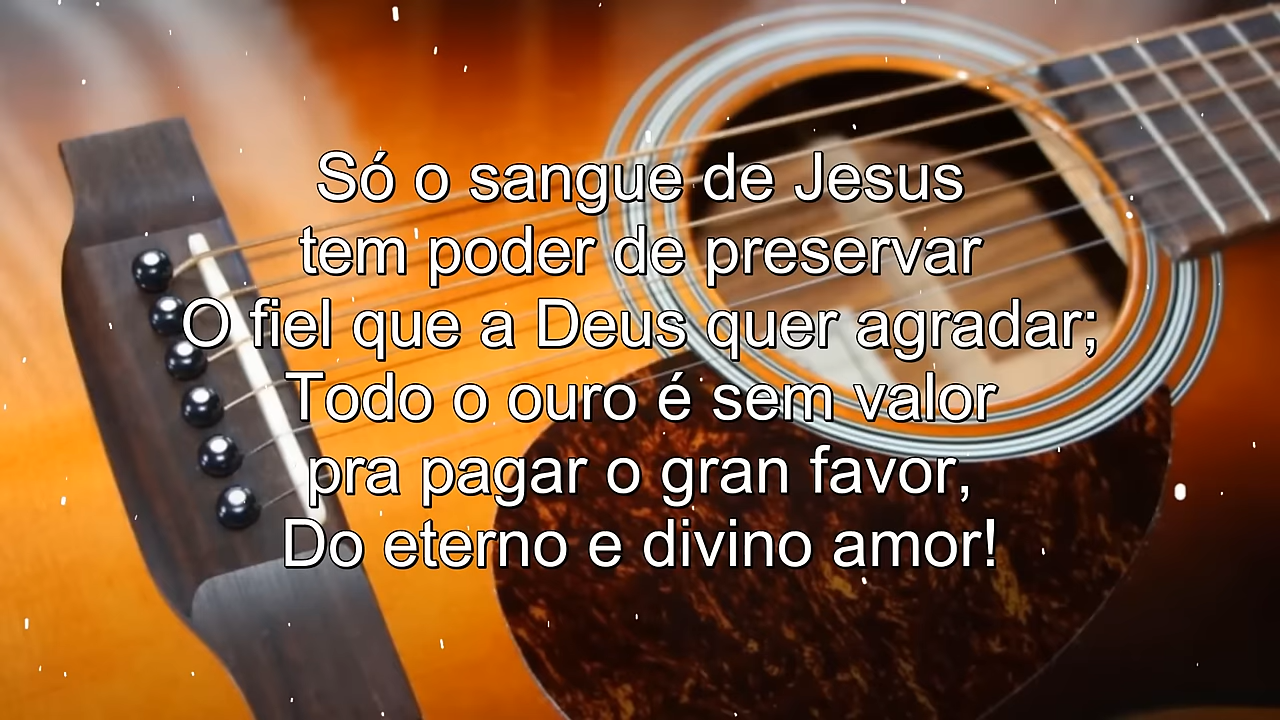 Só o sangue de Jesus
tem poder de preservar
O fiel que a Deus quer agradar;
Todo o ouro é sem valor
pra pagar o gran favor,
Do eterno e divino amor!